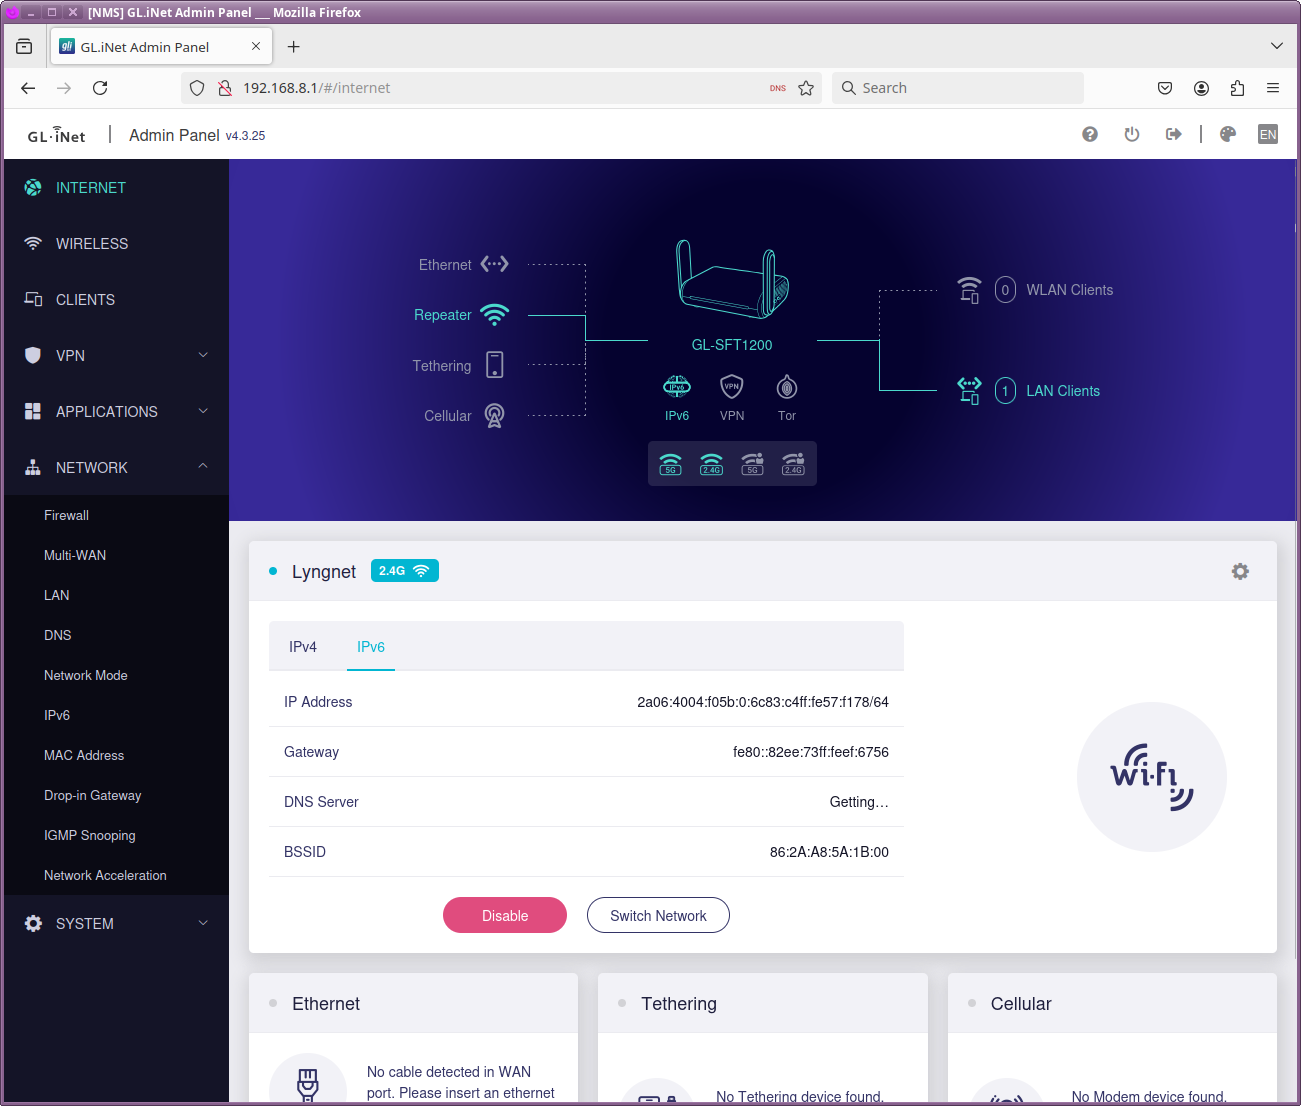 [NMS] GL.iNet Admin Panel __ Mozilla Firefox
gli GL.iNet Admin Panel
192.168.8.1/#/internet
DNS
Search
GL·iNet
Admin Panel v4.3.25
EN
INTERNET
WIRELESS
CLIENTS
VPN
APPLICATIONS
NETWORK
Firewall
Multi-WAN
LAN
DNS
Network Mode
IPv6
MAC Address
Drop-in Gateway
IGMP Snooping
Network Acceleration
SYSTEM
Ethernet
Repeater
Tethering
Cellular
GL-SFT1200
IPv6
VPN
IPv6 VPN Tor
5G 2.4G 5G 2.4G
0 WLAN Clients
1 LAN Clients
Lyngnet 2.4G
IPv4 IPv6
IP Address 2a06:4004:f05b:0:6c83:c4ff:fe57:f178/64
Gateway fe80::82ee:73ff:feef:6756
DNS Server Getting...
BSSID 86:2A:A8:5A:1B:00
wi-fi
Disable Switch Network
Ethernet
No cable detected in WAN
port. Please insert an ethernet
Tethering
No Tethering device found.
Cellular
No Modem device found.